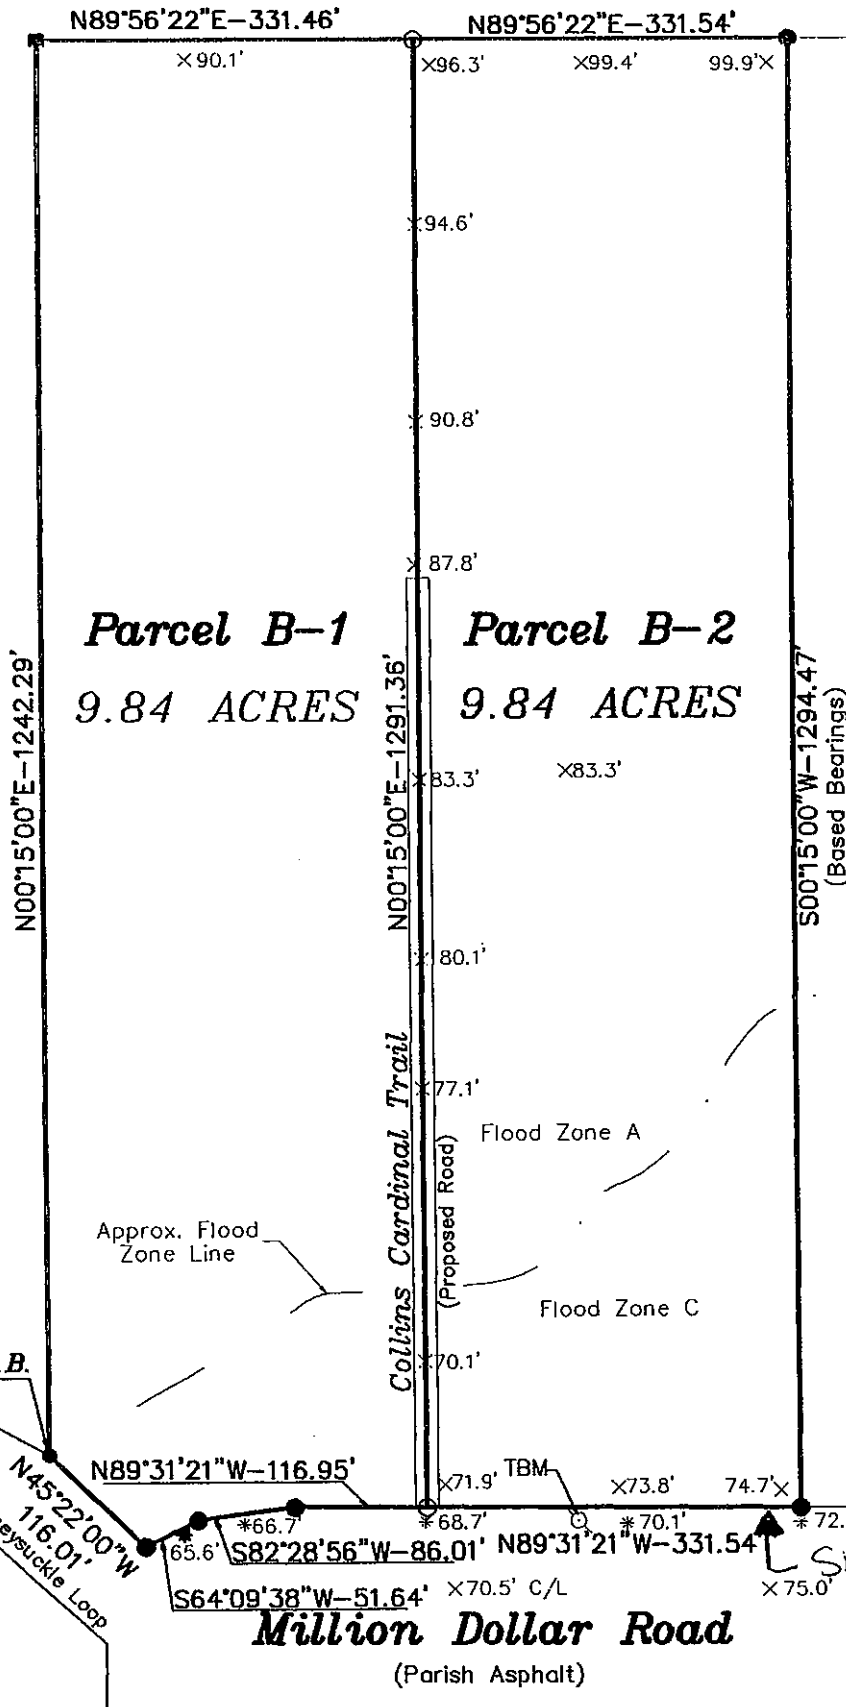 N89°56'22"E-331.46'
N89°56'22"E-331.54'
×90.1'
×96.3'
×99.4'
99.9'×
×94.6'
×90.8'
×87.8'
Parcel B-1
9.84 ACRES
Parcel B-2
9.84 ACRES
N00°15'00"E-1242.29'
N00°15'00"E-1291.36'
S00°15'00"W-1294.47'
(Based Bearings)
×83.3'
×83.3'
×80.1'
×77.1'
Collins Cardinal Trail
(Proposed Road)
Flood Zone A
Approx. Flood
Zone Line
Flood Zone C
×70.1'
B.
N45°22'00"W
116.01'
eysuckle Loop
N89°31'21"W-116.95'
×71.9'
TBM
×73.8'
74.7'×
*66.7'
*68.7'
*70.1'
*72.
65.6'
S82°28'56"W-86.01'
N89°31'21"W-331.54'
S64°09'38"W-51.64'
×70.5' C/L
×75.0'
Million Dollar Road
(Parish Asphalt)